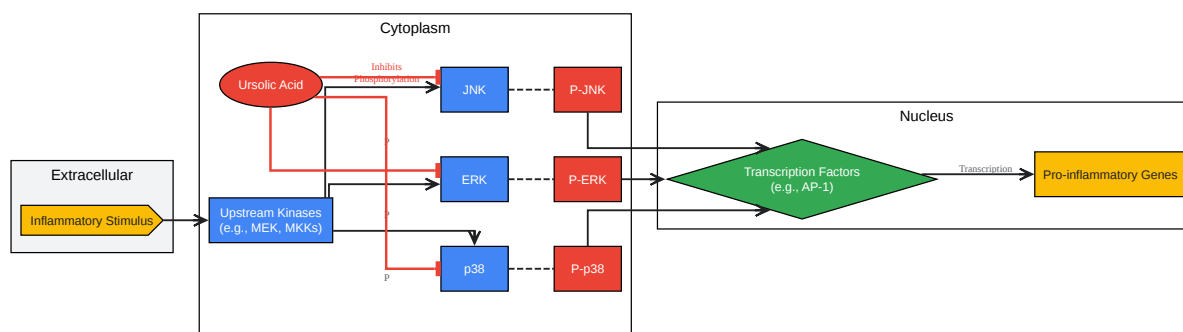 Cytoplasm
Inhibits
Phosphorylation
Ursolic Acid
JNK
P-JNK
Nucleus
P
Extracellular
ERK
P-ERK
Transcription Factors
(e.g., AP-1)
Transcription
Pro-inflammatory Genes
Inflammatory Stimulus
Upstream Kinases
(e.g., MEK, MKKs)
P
p38
P-p38
P